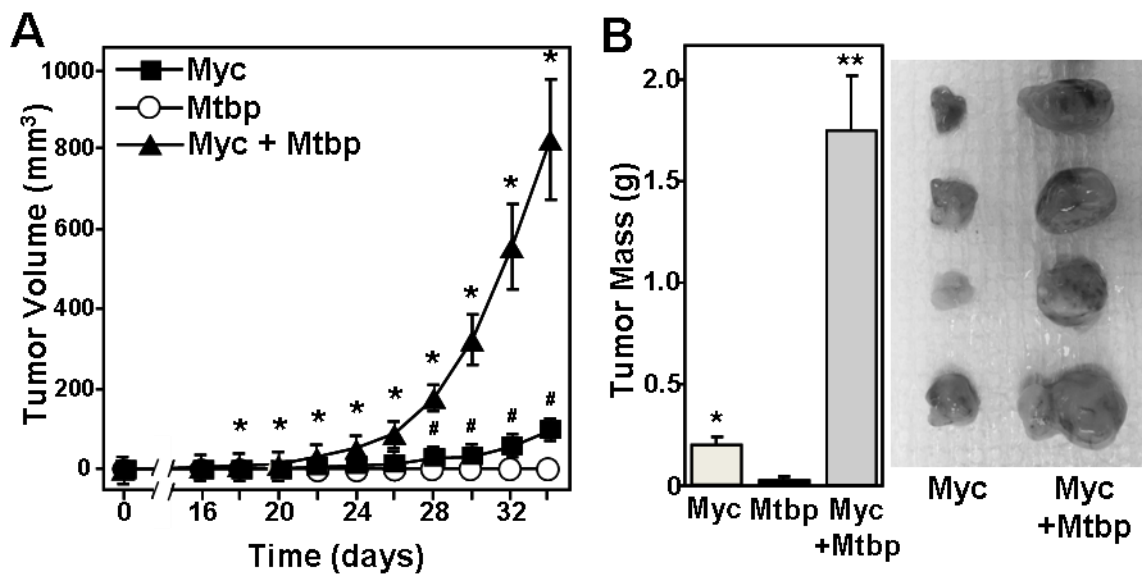 A
Tumor Volume (mm³)
1000
800
600
400
200
0
Myc
Mtbp
Myc + Mtbp
* * * * * * * * *
# # # #
0 16 20 24 28 32
Time (days)
B
Tumor Mass (g)
2.0
1.5
1.0
0.5
0
*
**
Myc Mtbp Myc
+Mtbp
Myc Myc
+Mtbp